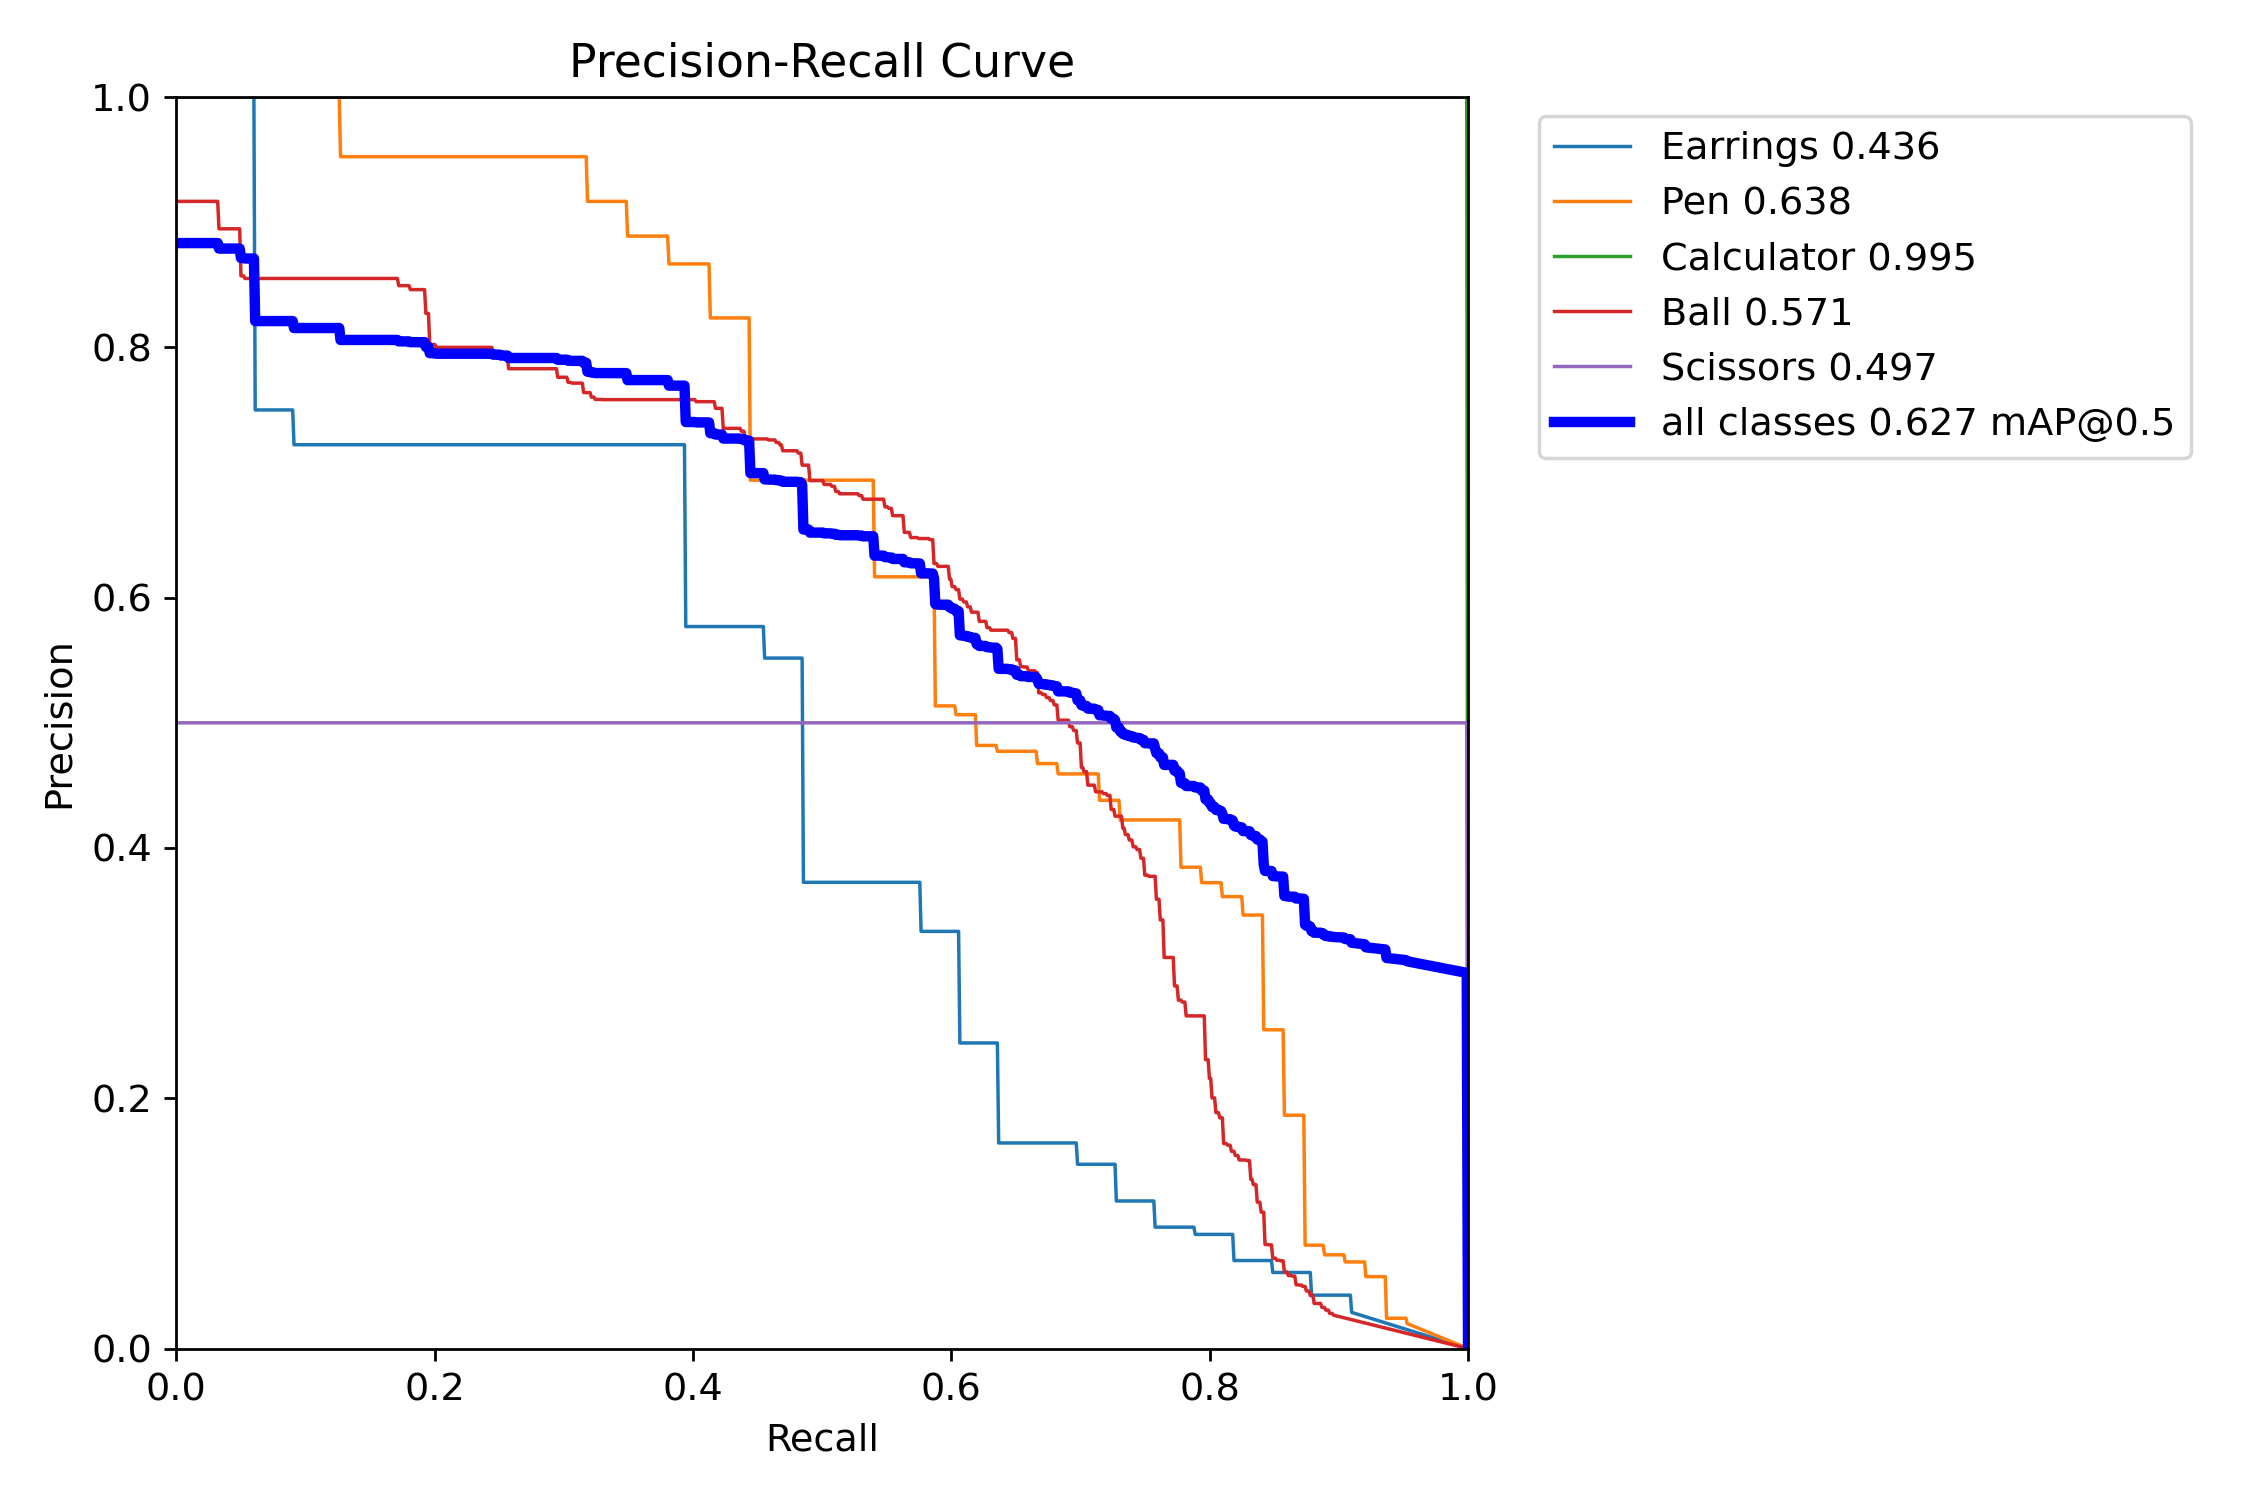 Precision-Recall Curve
1.0
0.8
0.6
0.4
0.2
0.0
Precision
0.0 0.2 0.4 0.6 0.8 1.0
Recall
Earrings 0.436
Pen 0.638
Calculator 0.995
Ball 0.571
Scissors 0.497
all classes 0.627 mAP@0.5